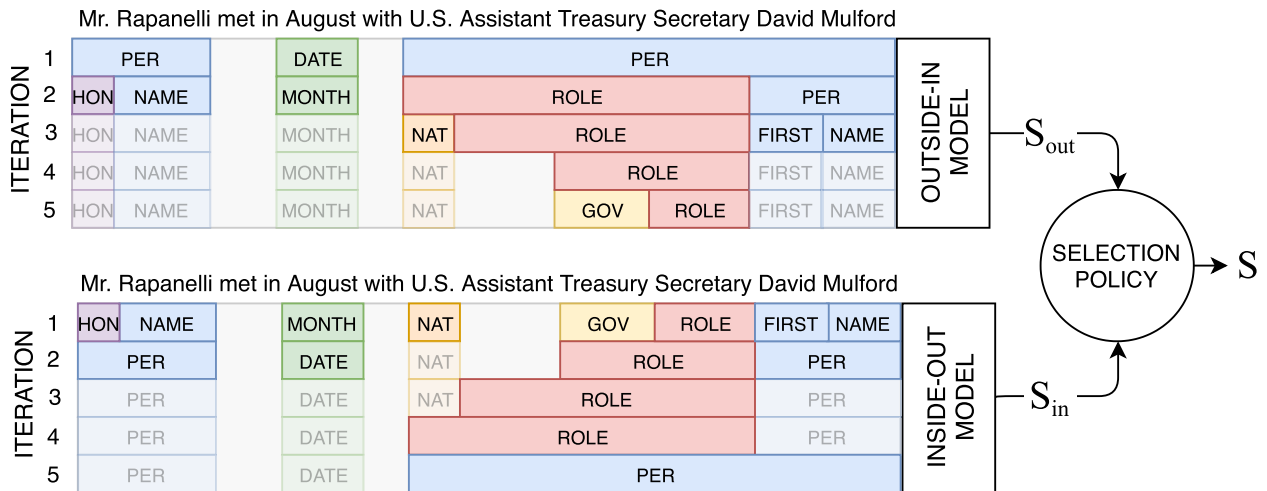 Mr. Rapanelli met in August with U.S. Assistant Treasury Secretary David Mulford
ITERATION
1 PER DATE PER
2 HON NAME MONTH ROLE PER
3 HON NAME MONTH NAT ROLE FIRST NAME
4 HON NAME MONTH NAT ROLE FIRST NAME
5 HON NAME MONTH NAT GOV ROLE FIRST NAME
OUTSIDE-IN
MODEL
Sout
SELECTION
POLICY
S
Mr. Rapanelli met in August with U.S. Assistant Treasury Secretary David Mulford
ITERATION
1 HON NAME MONTH NAT GOV ROLE FIRST NAME
2 PER DATE NAT ROLE PER
3 PER DATE NAT ROLE PER
4 PER DATE ROLE PER
5 PER DATE PER
INSIDE-OUT
MODEL
Sin